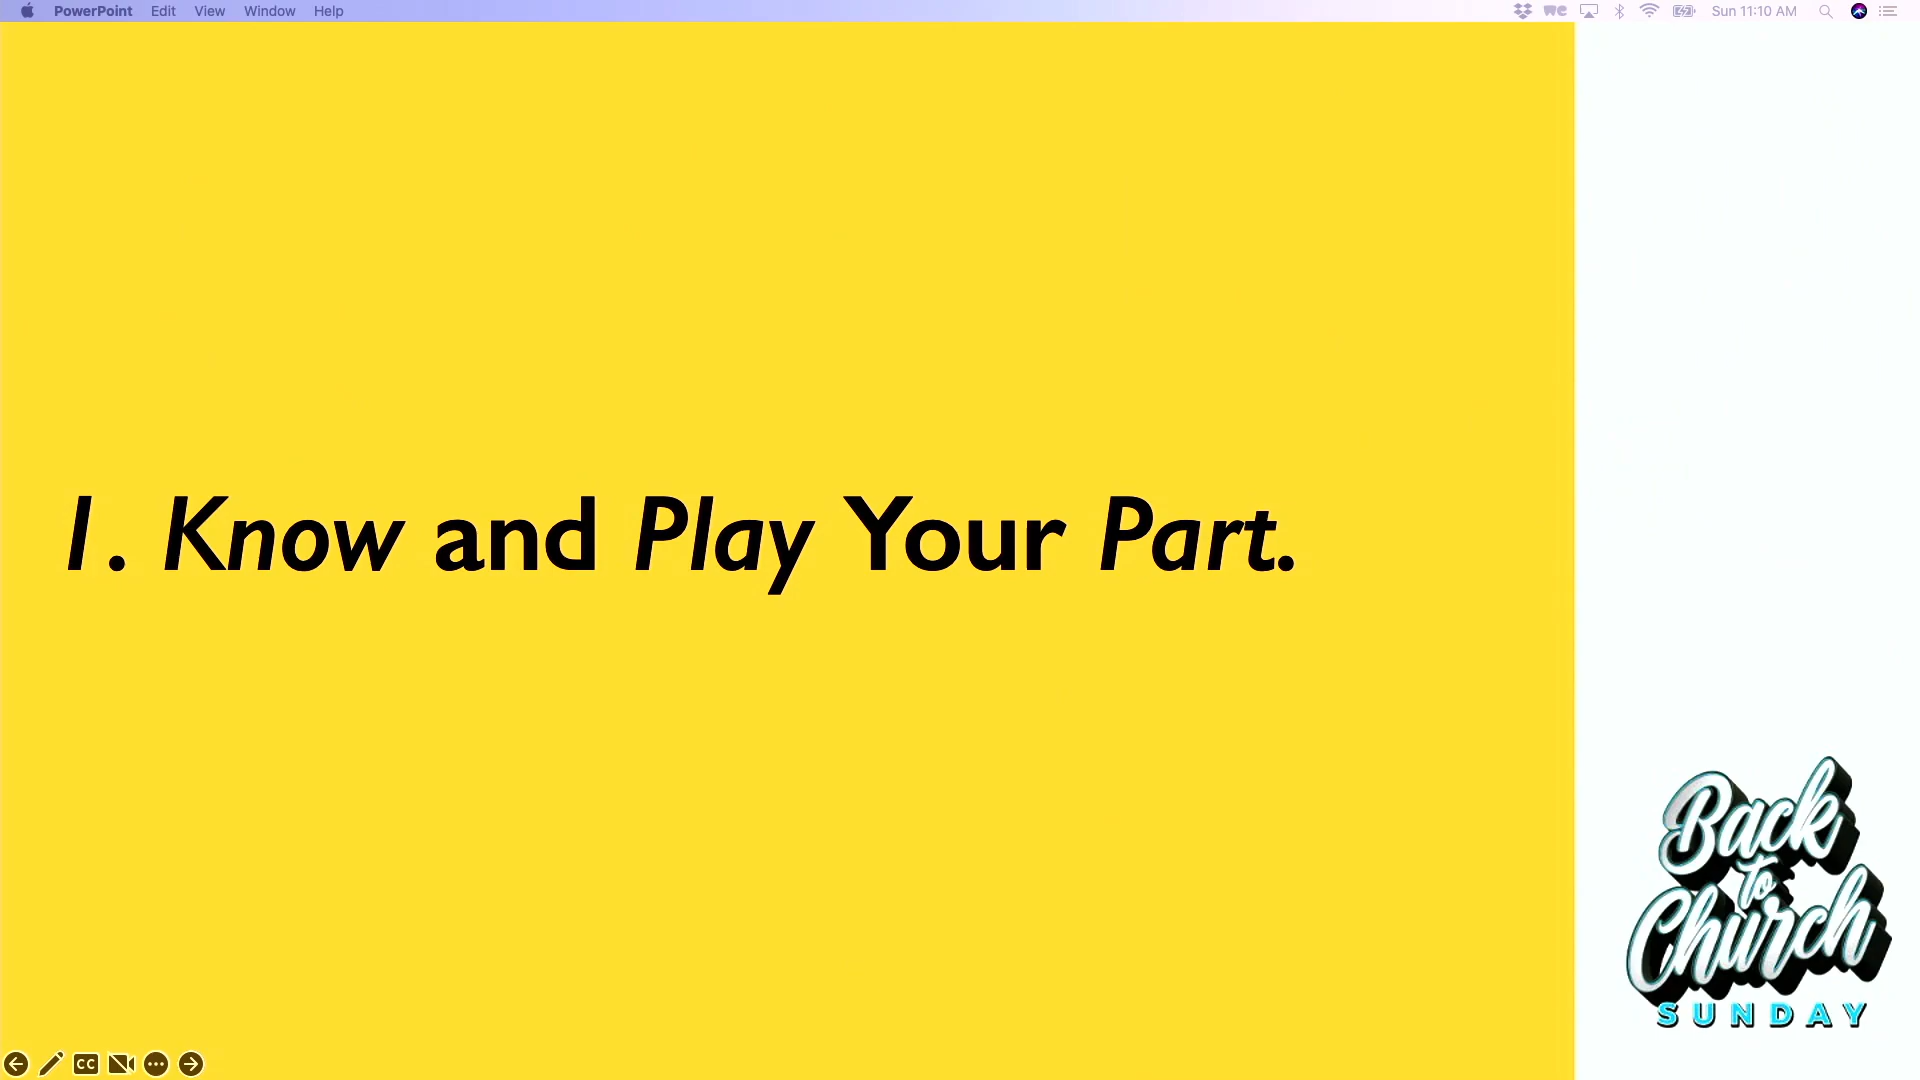 PowerPoint Edit View Window Help
Sun 11:10 AM
1. Know and Play Your Part.
Back
to
Church
SUNDAY
CC